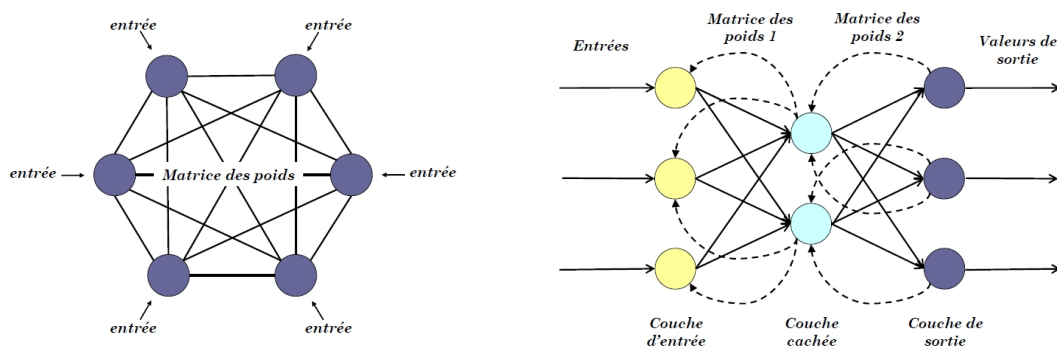 entrée
entrée
entrée
Matrice des poids
entrée
entrée
entrée
Entrées
Matrice des
poids 1
Matrice des
poids 2
Valeurs de
sortie
Couche
d'entrée
Couche
cachée
Couche de
sortie